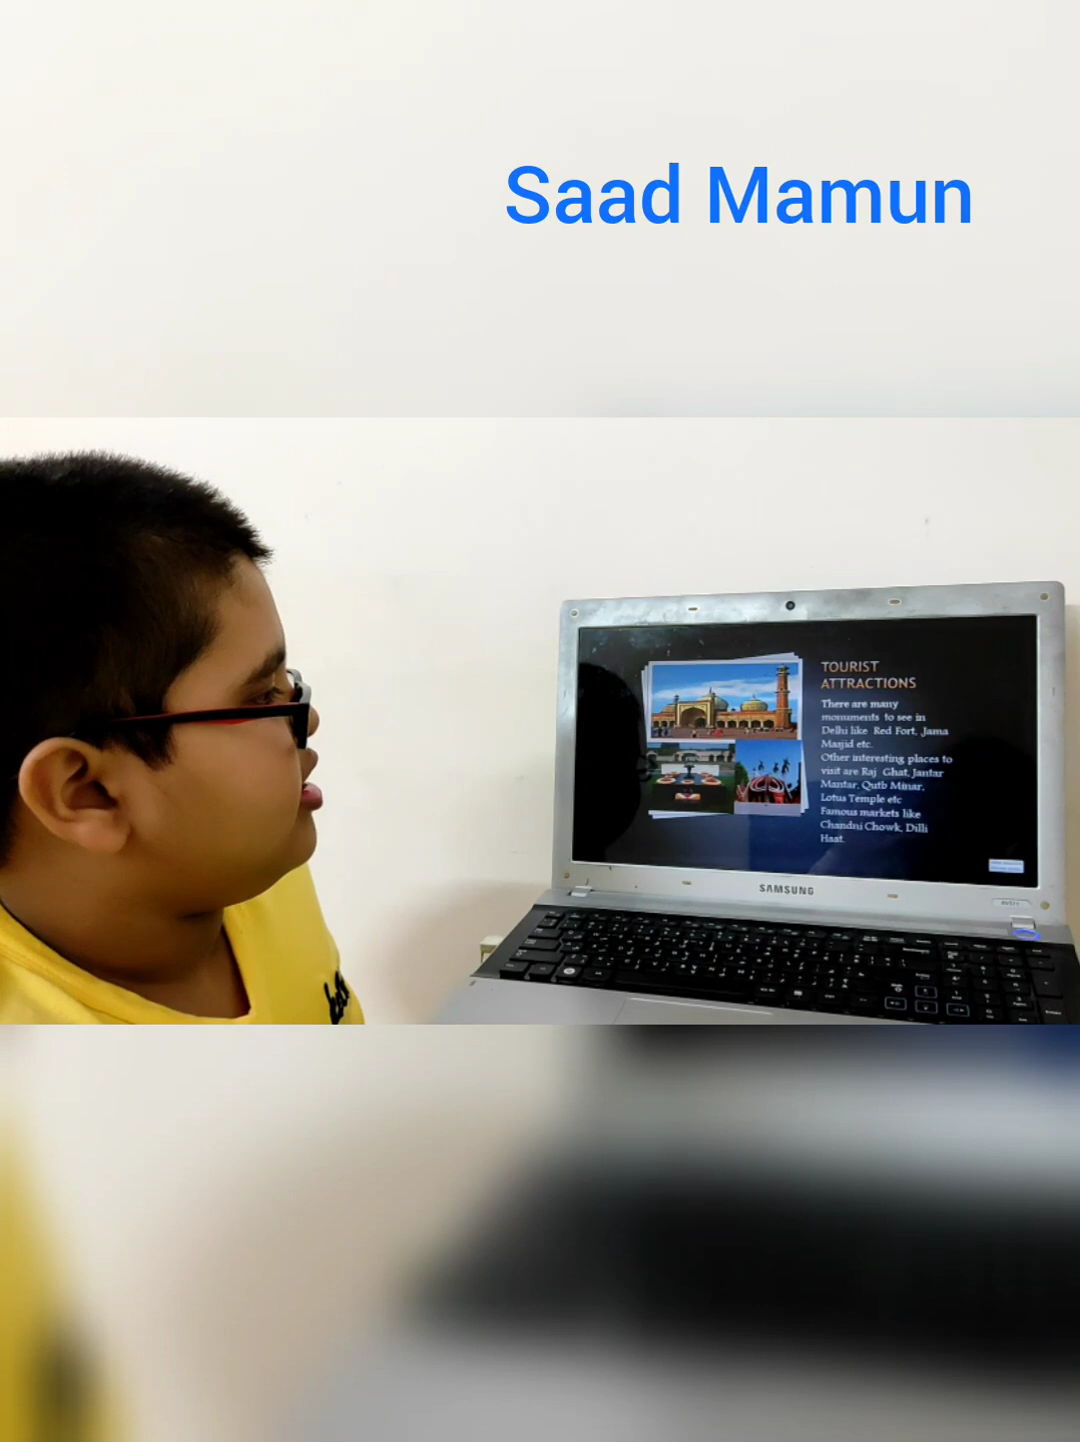 Saad Mamun
TOURIST
ATTRACTIONS
There are many
monuments to see in
Delhi like Red Fort, Jama
Masjid etc.
Other interesting places to
visit are Raj Ghat, Jantar
Mantar, Qutb Minar,
Lotus Temple etc
Famous markets like
Chandni Chowk, Dilli
Haat.
SAMSUNG